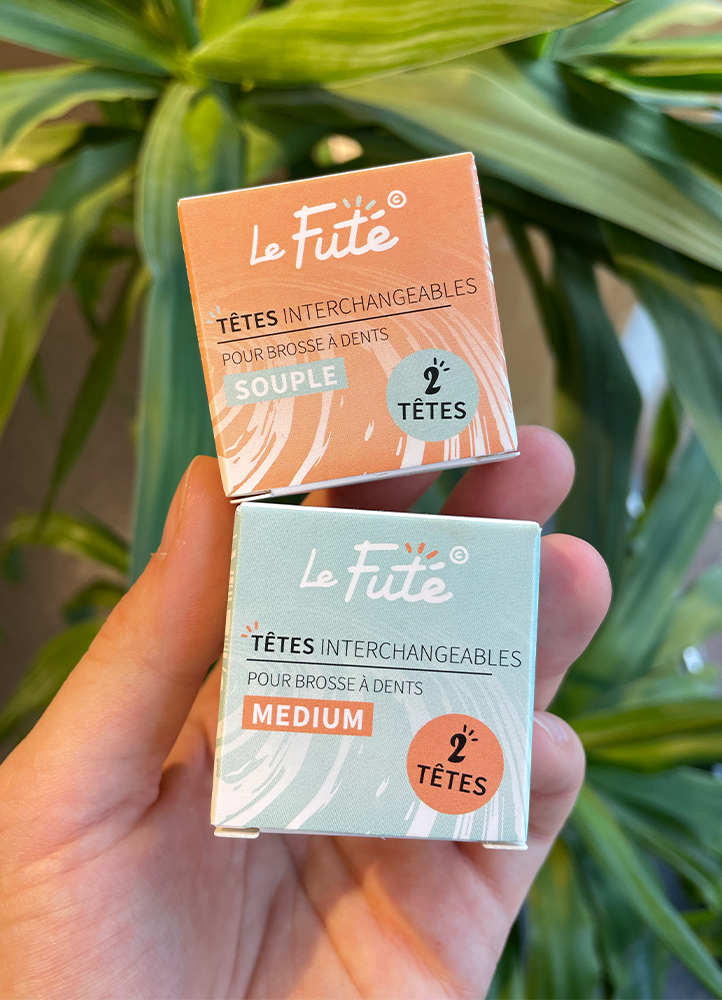 Le Futé ©
TÊTES INTERCHANGEABLES
POUR BROSSE À DENTS
SOUPLE
2
TÊTES
Le Futé ©
TÊTES INTERCHANGEABLES
POUR BROSSE À DENTS
MEDIUM
2
TÊTES